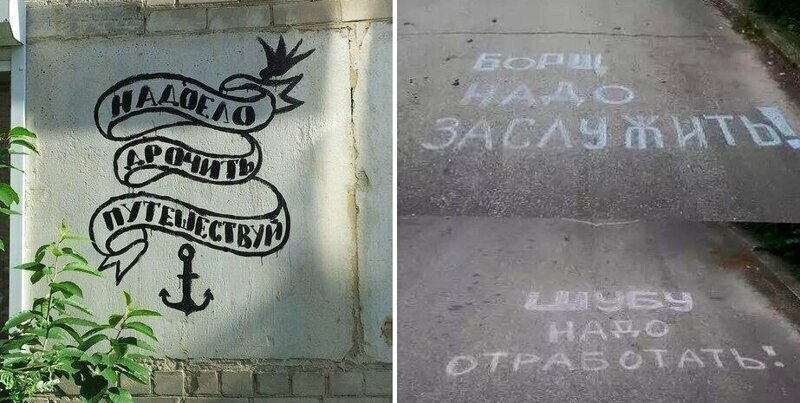 НАДОЕЛО
ДРОЧИТЬ
ПУТЕШЕСТВУЙ
БОРЩ
НАДО
ЗАСЛУЖИТЬ!
ШУБУ
НАДО
ОТРАБОТАТЬ!